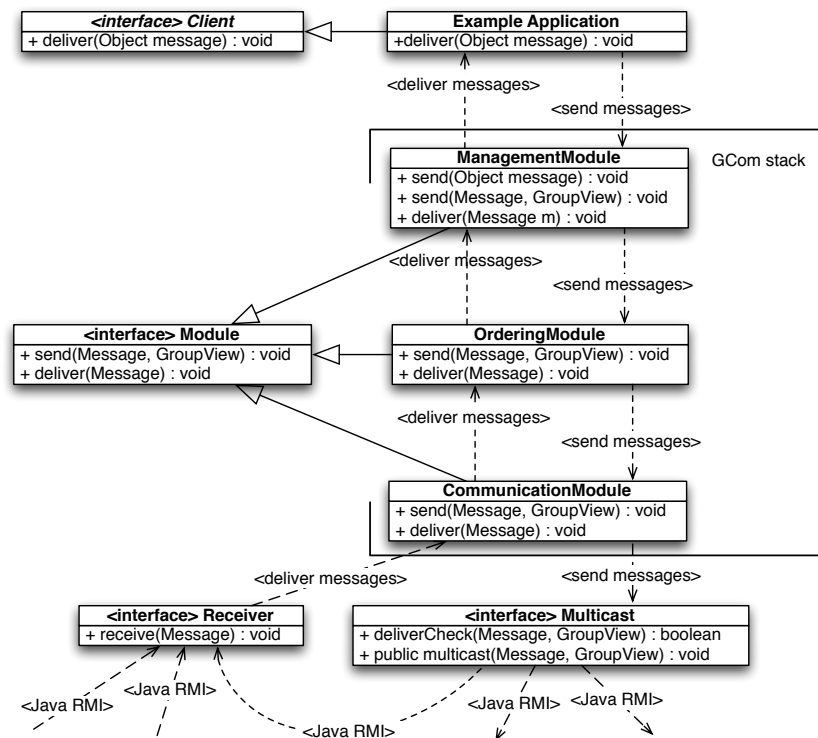 <interface> Client
+ deliver(Object message) : void
Example Application
+deliver(Object message) : void
<deliver messages>
<send messages>
GCom stack
ManagementModule
+ send(Object message) : void
+ send(Message, GroupView) : void
+ deliver(Message m) : void
<deliver messages>
<send messages>
<interface> Module
+ send(Message, GroupView) : void
+ deliver(Message) : void
OrderingModule
+ send(Message, GroupView) : void
+ deliver(Message) : void
<deliver messages>
<send messages>
CommunicationModule
+ send(Message, GroupView) : void
+ deliver(Message) : void
<deliver messages>
<send messages>
<interface> Receiver
+ receive(Message) : void
<interface> Multicast
+ deliverCheck(Message, GroupView) : boolean
+ public multicast(Message, GroupView) : void
<Java RMI>
<Java RMI>
<Java RMI>
<Java RMI>
<Java RMI>